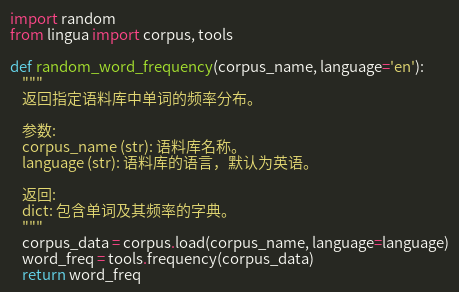 import random
from lingua import corpus, tools
def random_word_frequency(corpus_name, language='en'):
"""
返回指定语料库中单词的频率分布。
参数:
corpus_name (str): 语料库名称。
language (str): 语料库的语言，默认为英语。
返回:
dict: 包含单词及其频率的字典。
"""
corpus_data = corpus.load(corpus_name, language=language)
word_freq = tools.frequency(corpus_data)
return word_freq